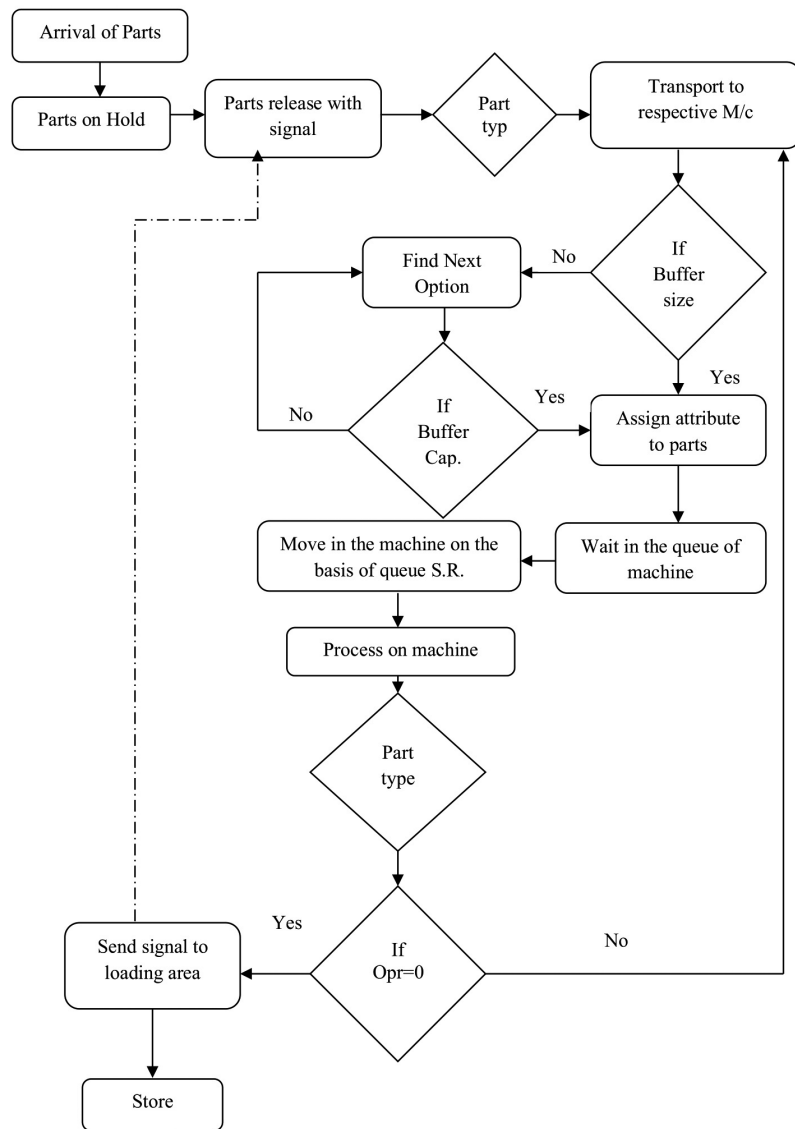 Arrival of Parts
Parts on Hold
Parts release with
signal
Part
typ
Transport to
respective M/c
If
Buffer
size
No
Find Next
Option
Yes
If
Buffer
Cap.
No
Yes
Assign attribute
to parts
Wait in the queue of
machine
Move in the machine on the
basis of queue S.R.
Process on machine
Part
type
If
Opr=0
Yes
No
Send signal to
loading area
Store